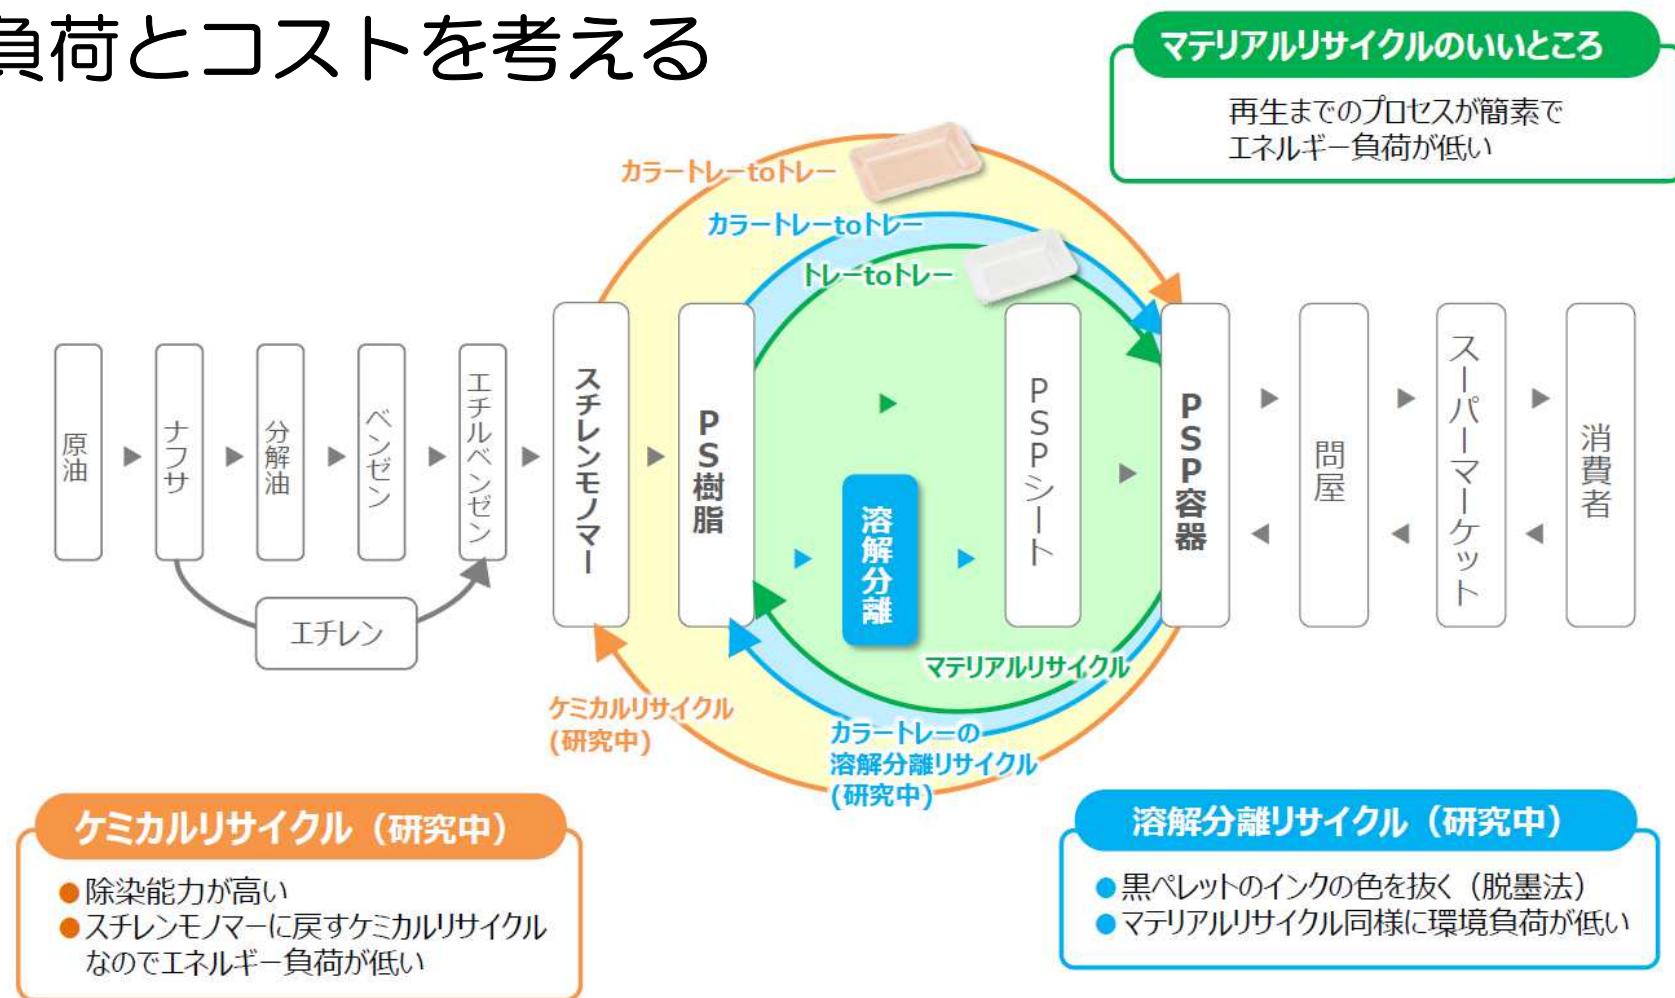 負荷とコストを考える
マテリアルリサイクルのいいところ
再生までのプロセスが簡素で
エネルギー負荷が低い
カラートレーtoトレー
カラートレーtoトレー
トレーtoトレー
原油
ナフサ
分解油
ベンゼン
エチルベンゼン
エチレン
スチレンモノマー
PS樹脂
溶解分離
PSPシート
PSP容器
問屋
スーパーマーケット
消費者
マテリアルリサイクル
ケミカルリサイクル
(研究中)
カラートレーの
溶解分離リサイクル
(研究中)
ケミカルリサイクル（研究中）
●除染能力が高い
●スチレンモノマーに戻すケミカルリサイクル
なのでエネルギー負荷が低い
溶解分離リサイクル（研究中）
●黒ペレットのインクの色を抜く（脱墨法）
●マテリアルリサイクル同様に環境負荷が低い